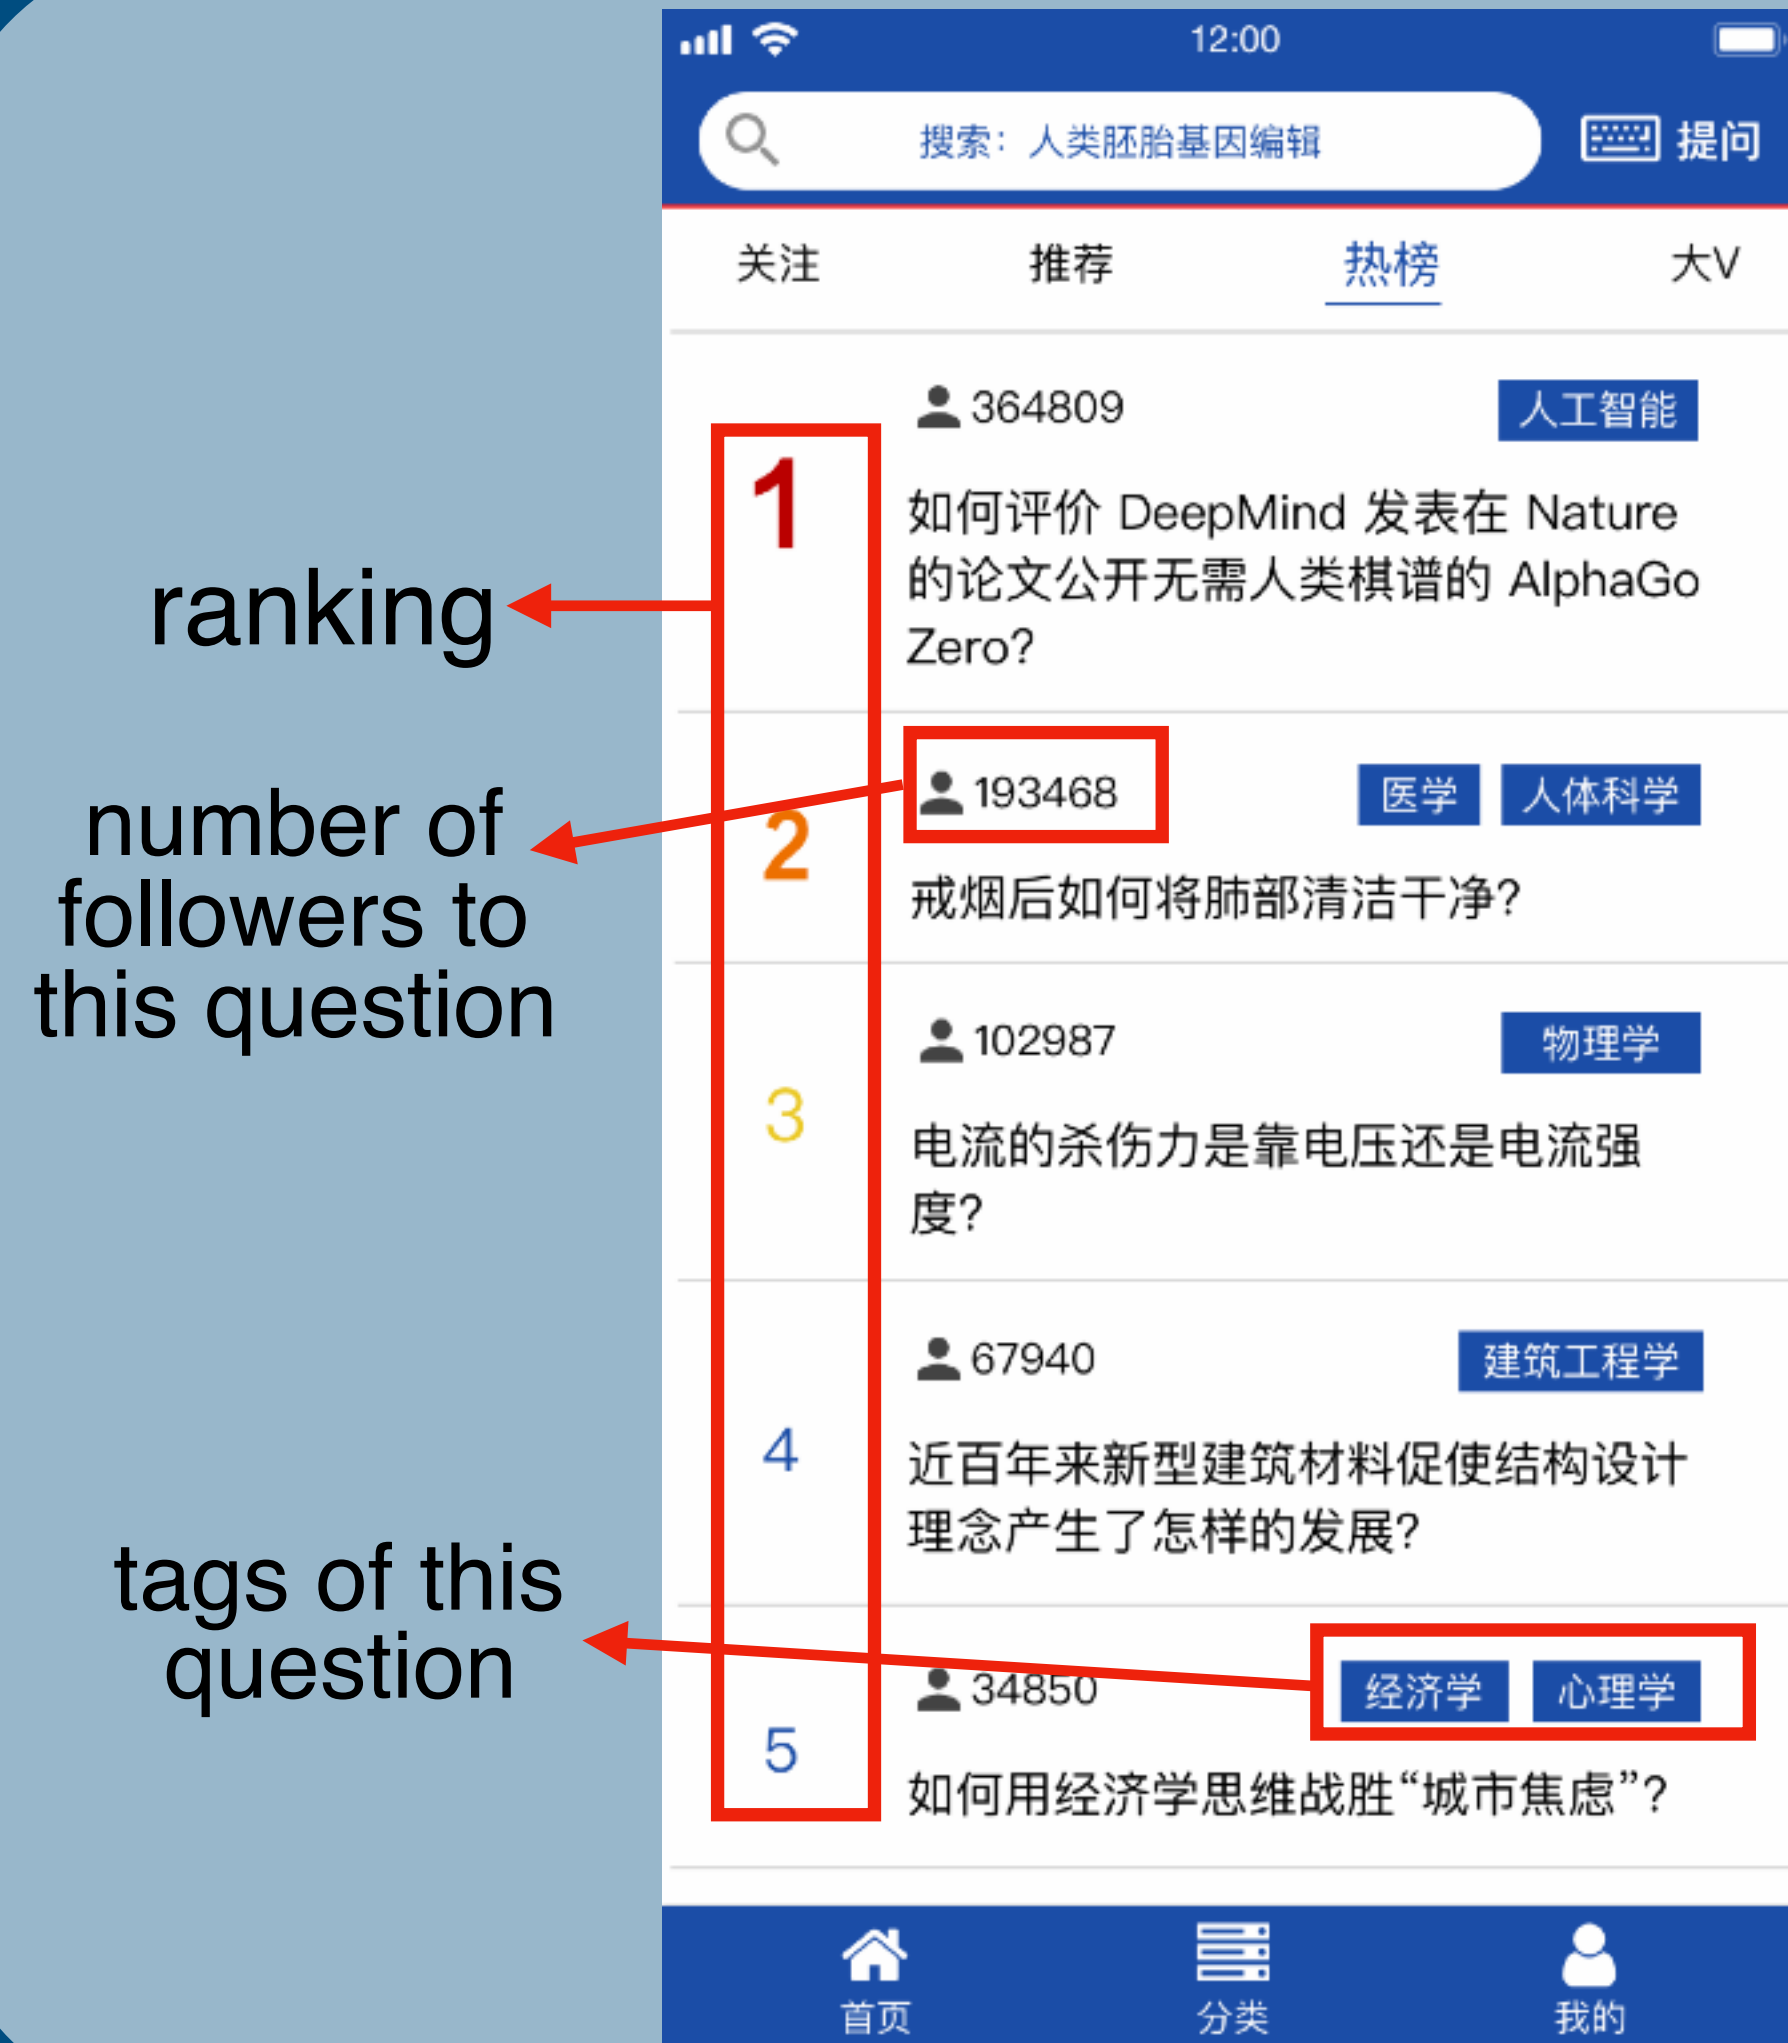 12:00
搜索：人类胚胎基因编辑
提问
关注 推荐 热榜 大V
364809 人工智能
1
如何评价 DeepMind 发表在 Nature
的论文公开无需人类棋谱的 AlphaGo
Zero?
ranking
193468 医学 人体科学
2
戒烟后如何将肺部清洁干净?
number of
followers to
this question
102987 物理学
3
电流的杀伤力是靠电压还是电流强
度?
67940 建筑工程学
4
近百年来新型建筑材料促使结构设计
理念产生了怎样的发展?
tags of this
question
34850 经济学 心理学
5
如何用经济学思维战胜“城市焦虑”?
首页 分类 我的